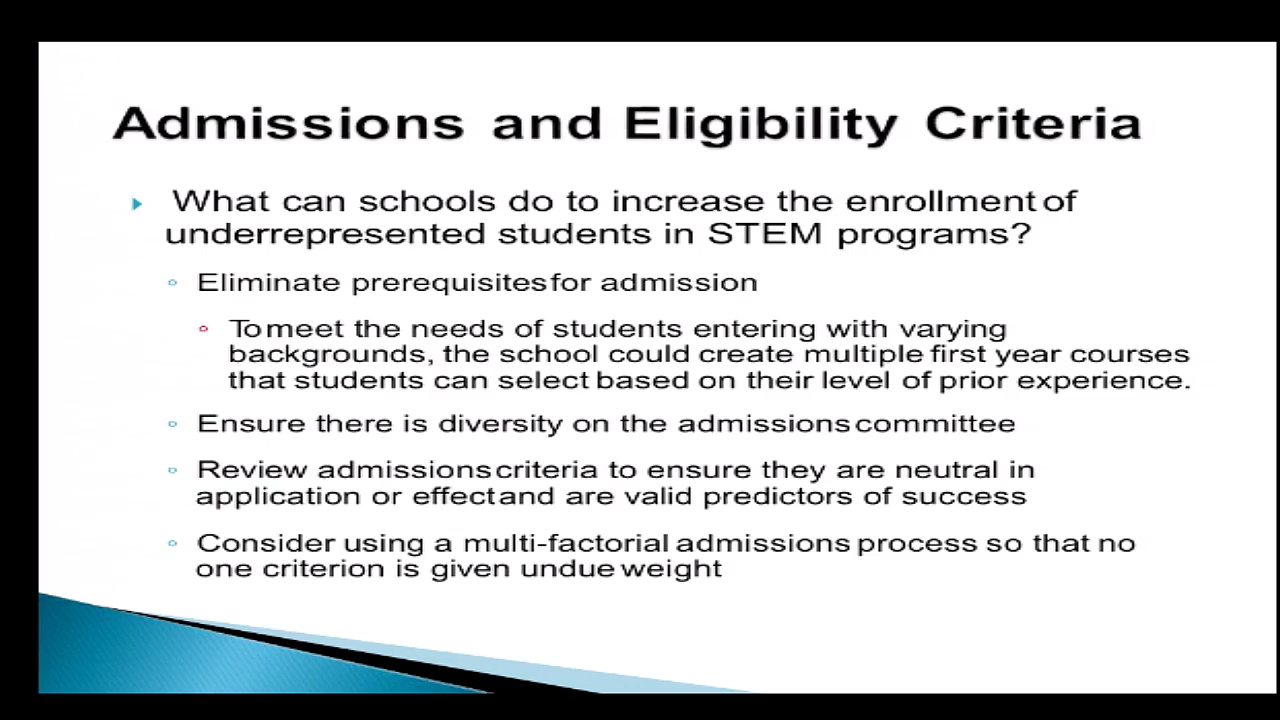 Admissions and Eligibility Criteria
What can schools do to increase the enrollment of
underrepresented students in STEM programs?
Eliminate prerequisites for admission
To meet the needs of students entering with varying
backgrounds, the school could create multiple first year courses
that students can select based on their level of prior experience.
Ensure there is diversity on the admissions committee
Review admissions criteria to ensure they are neutral in
application or effect and are valid predictors of success
Consider using a multi-factorial admissions process so that no
one criterion is given undue weight